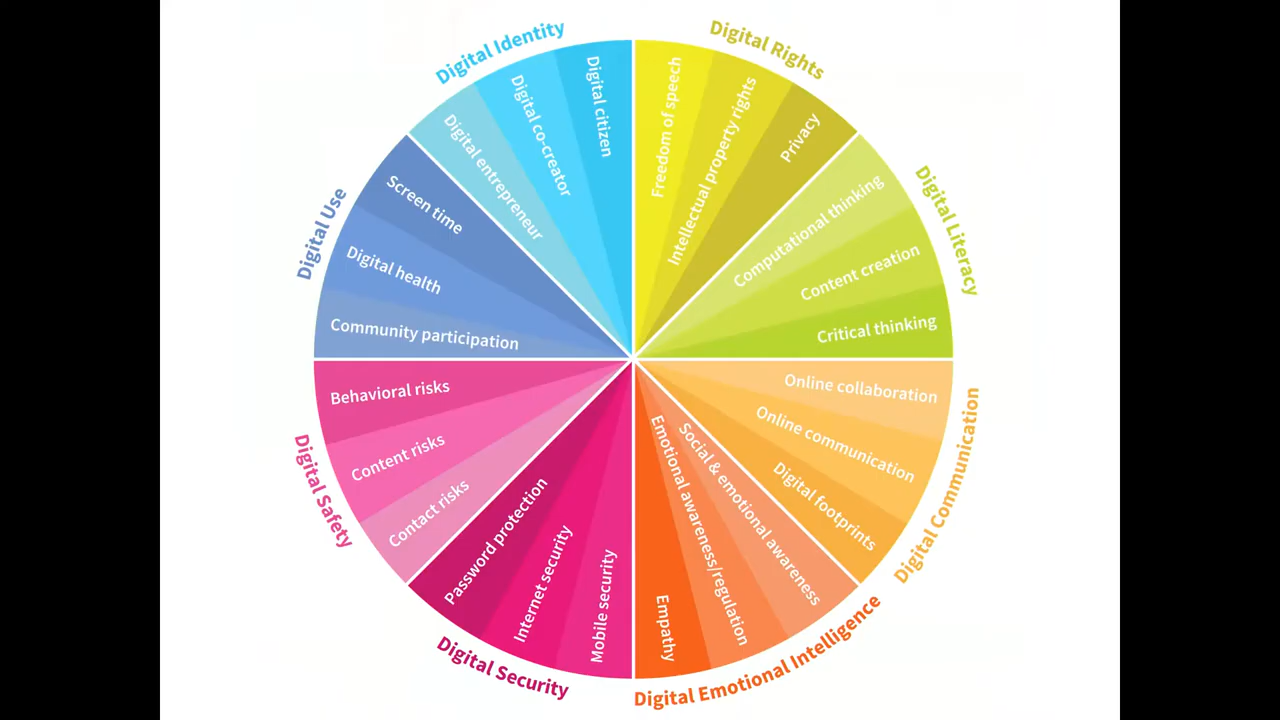 Digital Identity
Digital citizen
Digital co-creator
Digital entrepreneur
Digital Rights
Freedom of speech
Intellectual property rights
Privacy
Digital Literacy
Computational thinking
Content creation
Critical thinking
Digital Communication
Online collaboration
Online communication
Digital footprints
Digital Emotional Intelligence
Social & emotional awareness
Emotional awareness/regulation
Empathy
Digital Security
Mobile security
Internet security
Password protection
Digital Safety
Contact risks
Content risks
Behavioral risks
Digital Use
Community participation
Digital health
Screen time